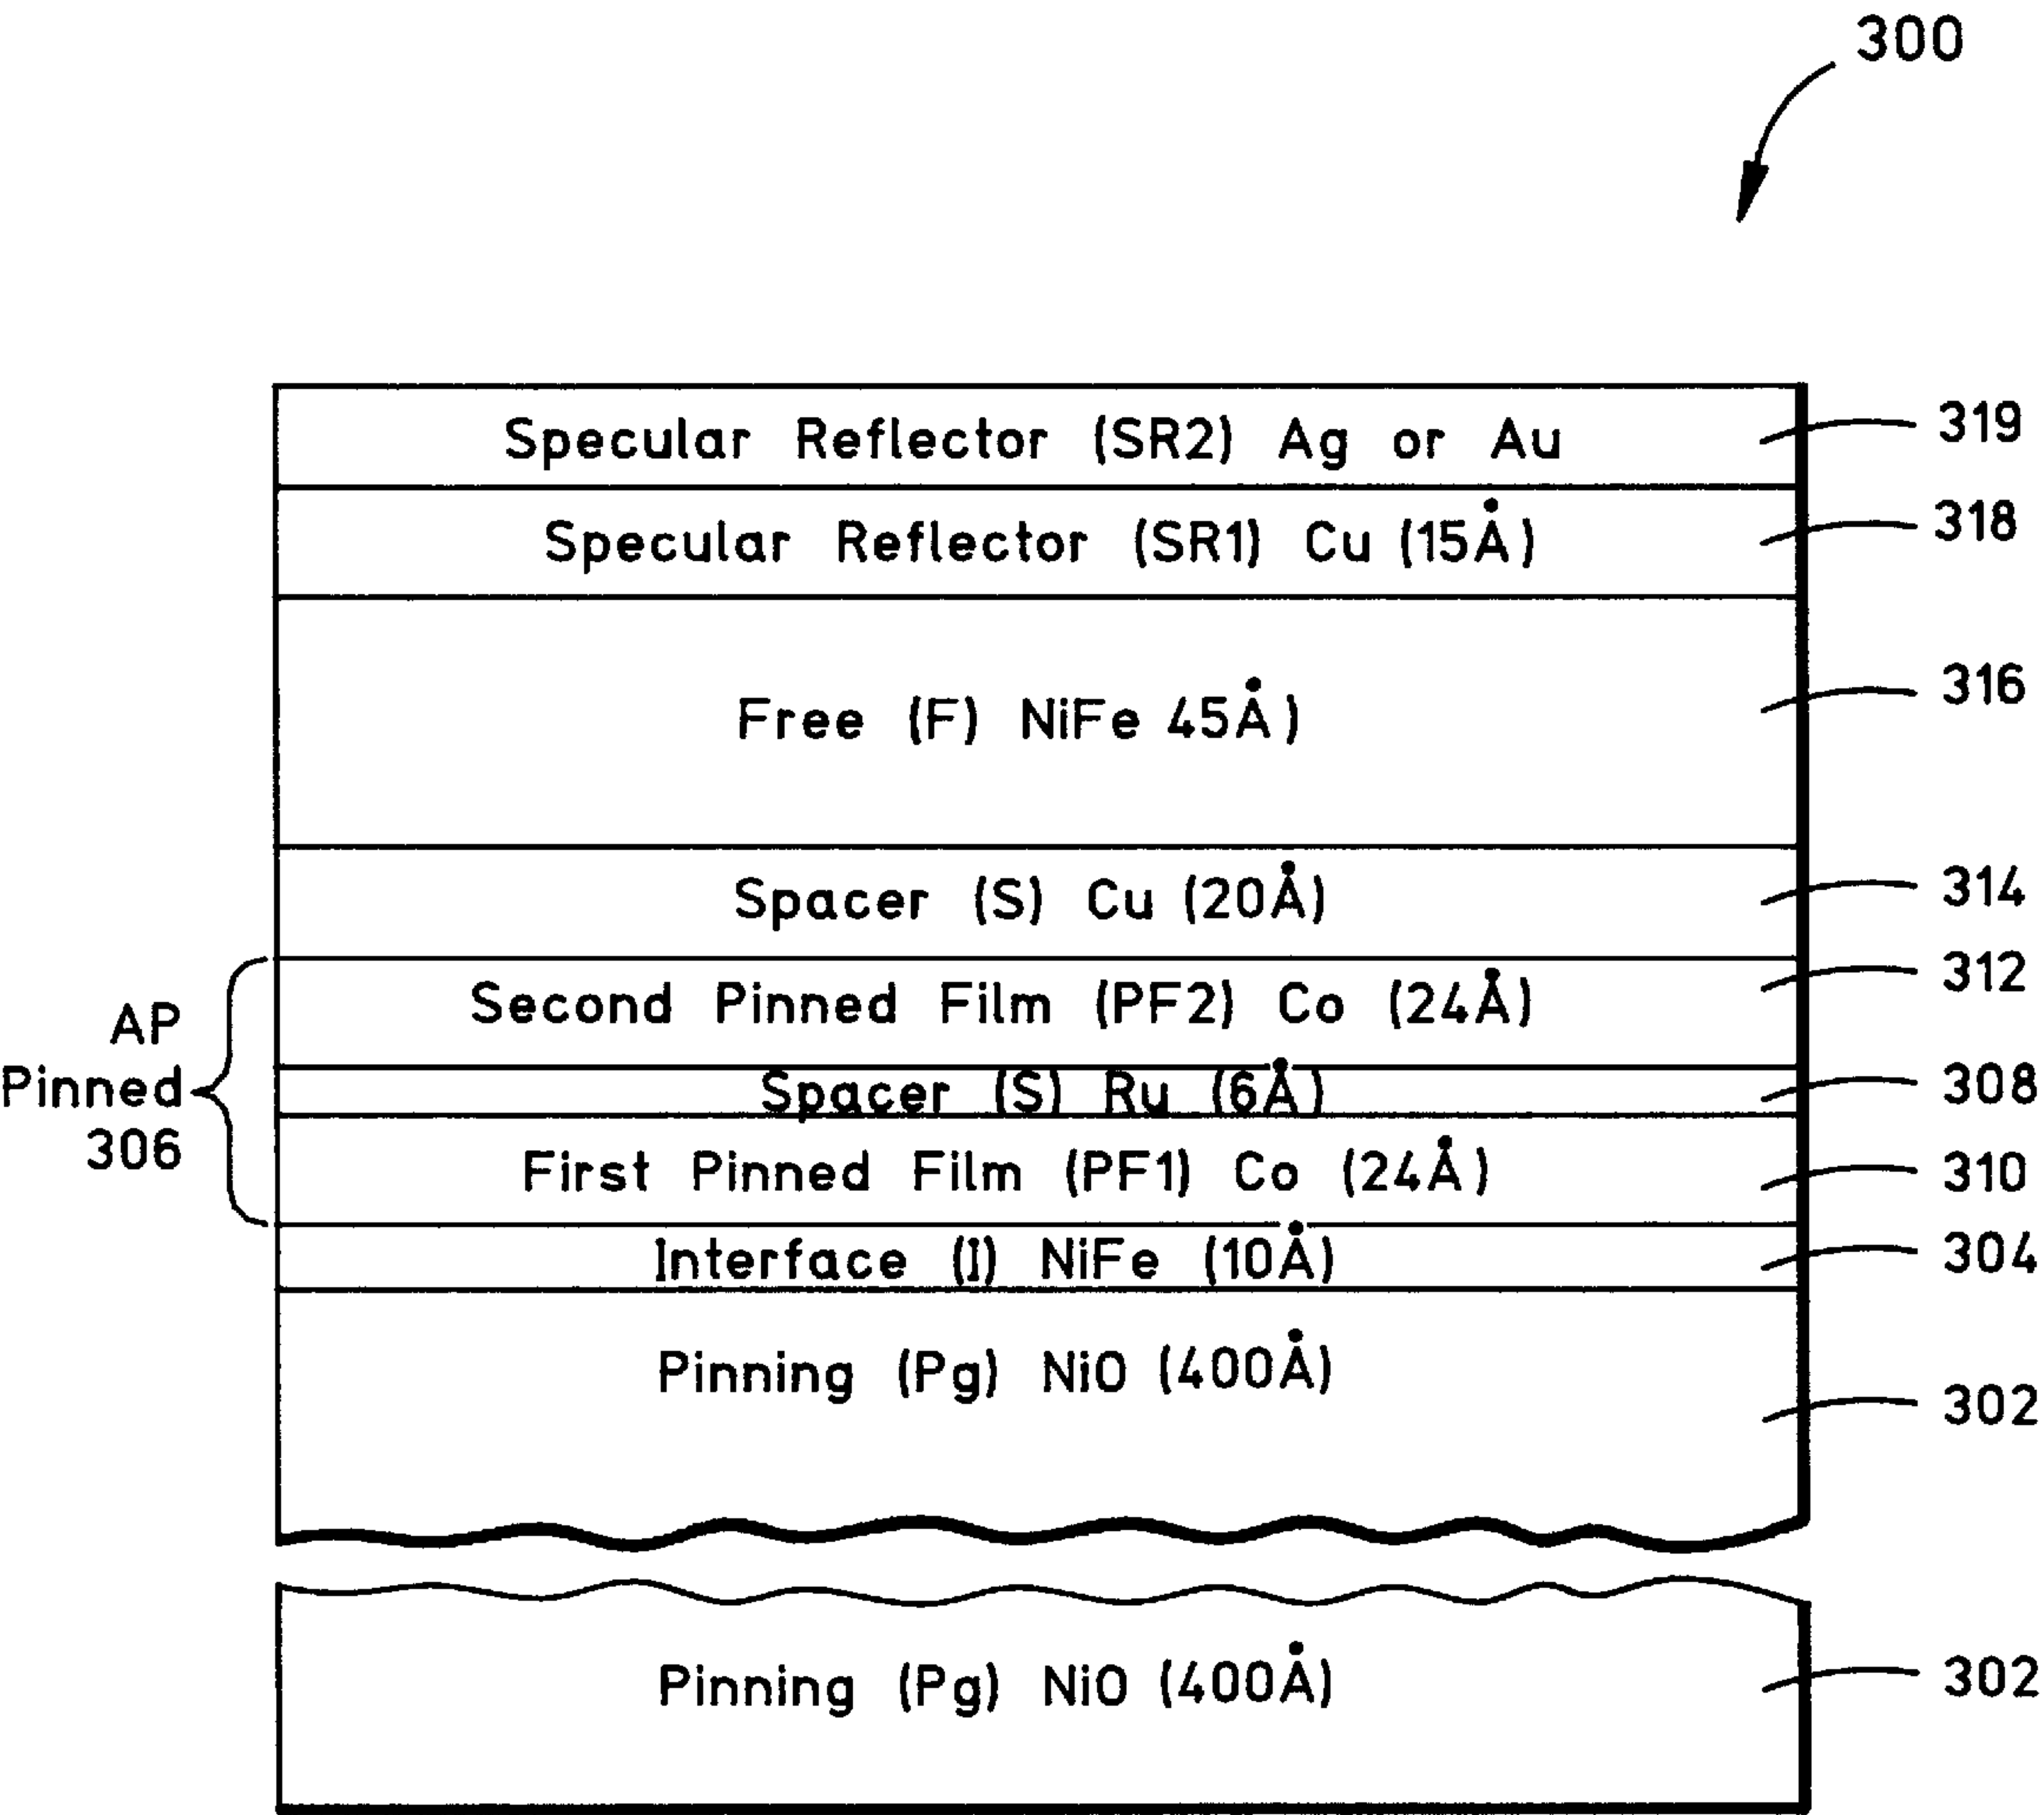 300
Specular Reflector (SR2) Ag or Au
319
Specular Reflector (SR1) Cu (15Å)
318
Free (F) NiFe 45Å)
316
Spacer (S) Cu (20Å)
314
Second Pinned Film (PF2) Co (24Å)
312
AP
Pinned
306
Spacer (S) Ru (6Å)
308
First Pinned Film (PF1) Co (24Å)
310
Interface (I) NiFe (10Å)
304
Pinning (Pg) NiO (400Å)
302
Pinning (Pg) NiO (400Å)
302